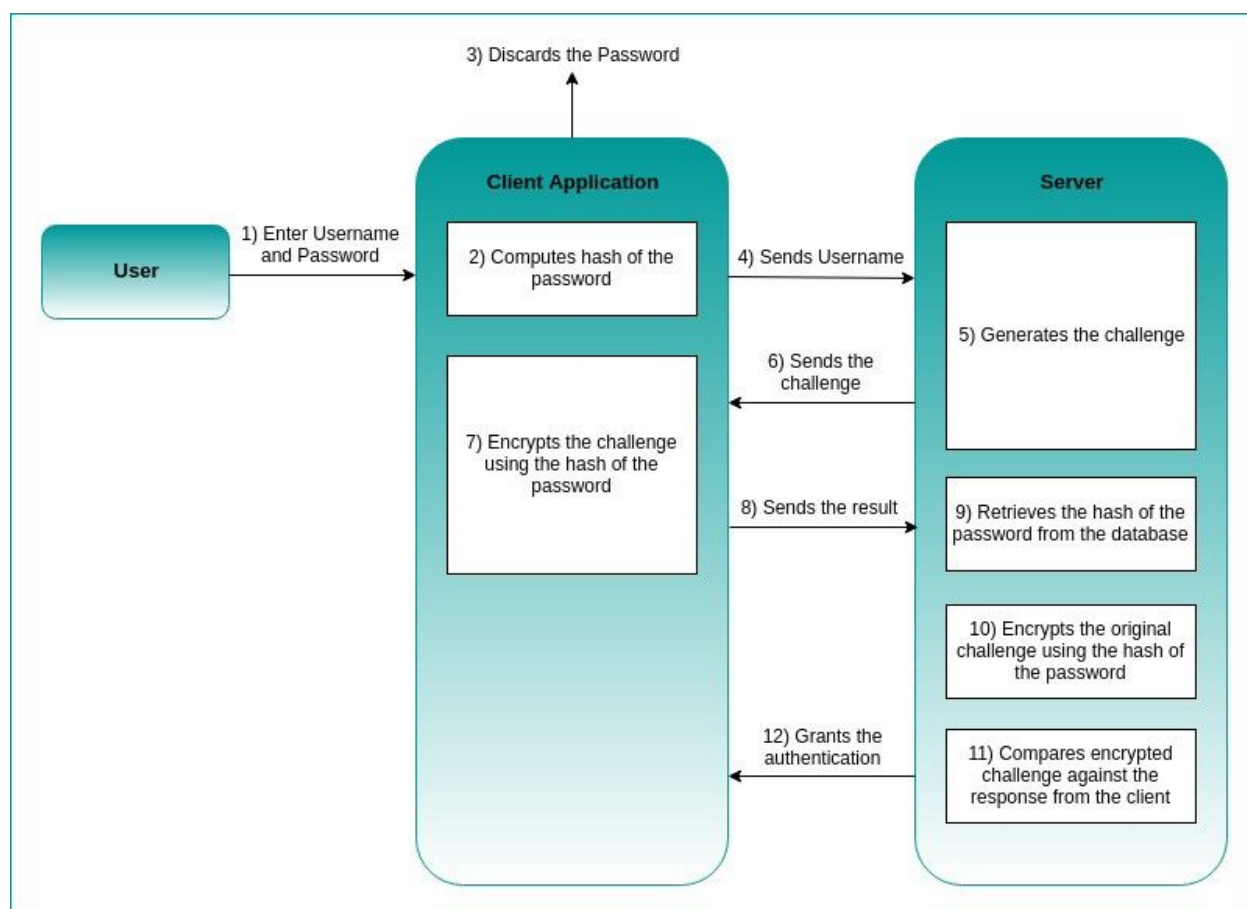 3) Discards the Password
Client Application
Server
User
1) Enter Username
and Password
2) Computes hash of the
password
4) Sends Username
5) Generates the challenge
6) Sends the
challenge
7) Encrypts the challenge
using the hash of the
password
8) Sends the result
9) Retrieves the hash of the
password from the database
10) Encrypts the original
challenge using the hash of
the password
11) Compares encrypted
challenge against the
response from the client
12) Grants the
authentication